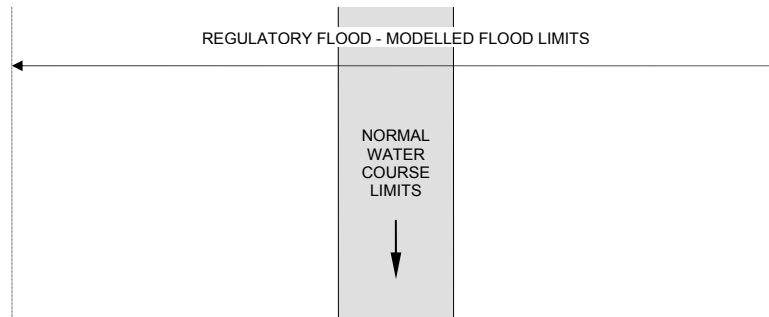 REGULATORY FLOOD - MODELLED FLOOD LIMITS
NORMAL
WATER
COURSE
LIMITS